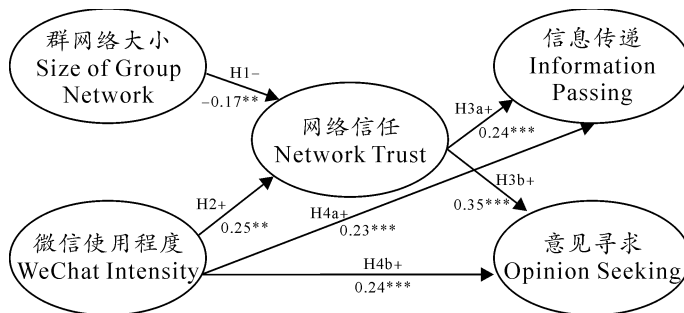 群网络大小
Size of Group
Network
H1−
−0.17**
信息传递
Information
Passing
网络信任
Network Trust
H3a+
0.24***
H3b+
0.35***
H2+
0.25**
H4a+
0.23***
微信使用程度
WeChat Intensity
H4b+
0.24***
意见寻求
Opinion Seeking